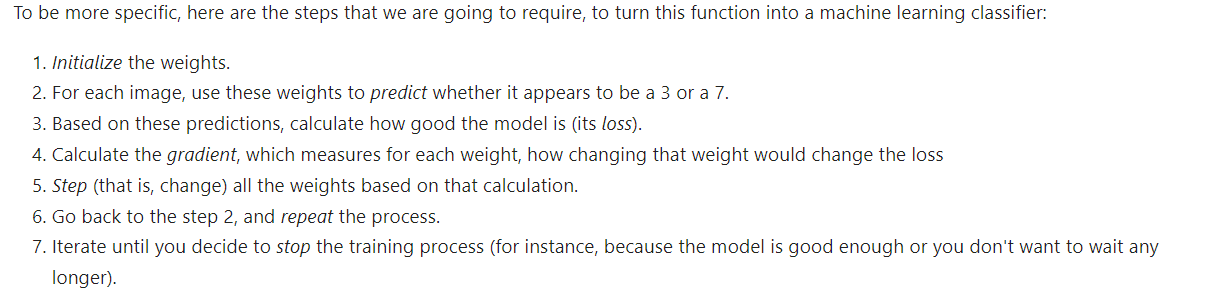 To be more specific, here are the steps that we are going to require, to turn this function into a machine learning classifier:
1. Initialize the weights.
2. For each image, use these weights to predict whether it appears to be a 3 or a 7.
3. Based on these predictions, calculate how good the model is (its loss).
4. Calculate the gradient, which measures for each weight, how changing that weight would change the loss
5. Step (that is, change) all the weights based on that calculation.
6. Go back to the step 2, and repeat the process.
7. Iterate until you decide to stop the training process (for instance, because the model is good enough or you don't want to wait any
longer).